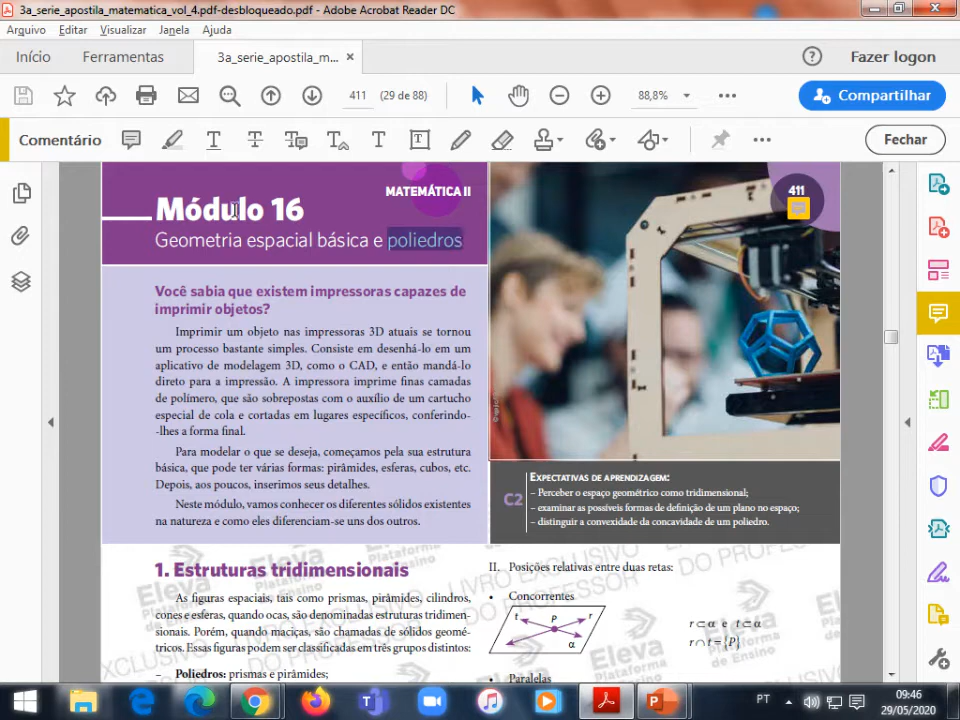 3a_serie_apostila_matematica_vol_4.pdf-desbloqueado.pdf - Adobe Acrobat Reader DC
Arquivo Editar Visualizar Janela Ajuda
Início Ferramentas 3a_serie_apostila_m... Fazer logon
411 (29 de 88) 88,8% Compartilhar
Comentário Fechar
MATEMÁTICA II
411
Módulo 16
Geometria espacial básica e poliedros
Você sabia que existem impressoras capazes de
imprimir objetos?
Imprimir um objeto nas impressoras 3D atuais se tornou
um processo bastante simples. Consiste em desenhá-lo em um
aplicativo de modelagem 3D, como o CAD, e então mandá-lo
direto para a impressão. A impressora imprime finas camadas
de polímero, que são sobrepostas com o auxílio de um cartucho
especial de cola e cortadas em lugares específicos, conferindo-
-lhes a forma final.
Para modelar o que se deseja, começamos pela sua estrutura
básica, que pode ter várias formas: pirâmides, esferas, cubos, etc.
Depois, aos poucos, inserimos seus detalhes.
Neste módulo, vamos conhecer os diferentes sólidos existentes
na natureza e como eles diferenciam-se uns dos outros.
C2
EXPECTATIVAS DE APRENDIZAGEM:
– Perceber o espaço geométrico como tridimensional;
– examinar as possíveis formas de definição de um plano no espaço;
– distinguir a convexidade da concavidade de um poliedro.
1. Estruturas tridimensionais
As figuras espaciais, tais como prismas, pirâmides, cilindros,
cones e esferas, quando ocas, são denominadas estruturas tridimen-
sionais. Porém, quando maciças, são chamadas de sólidos geomé-
tricos. Essas figuras podem ser classificadas em três grupos distintos:
– Poliedros: prismas e pirâmides;
II. Posições relativas entre duas retas:
• Concorrentes
t P r α
r ⊂ α e t ⊂ α
r ∩ t = {P}
• Paralelas
Eleva
Plataforma
de Ensino
LIVRO EXCLUSIVO
DO PROFESSOR
PT 09:46
29/05/2020